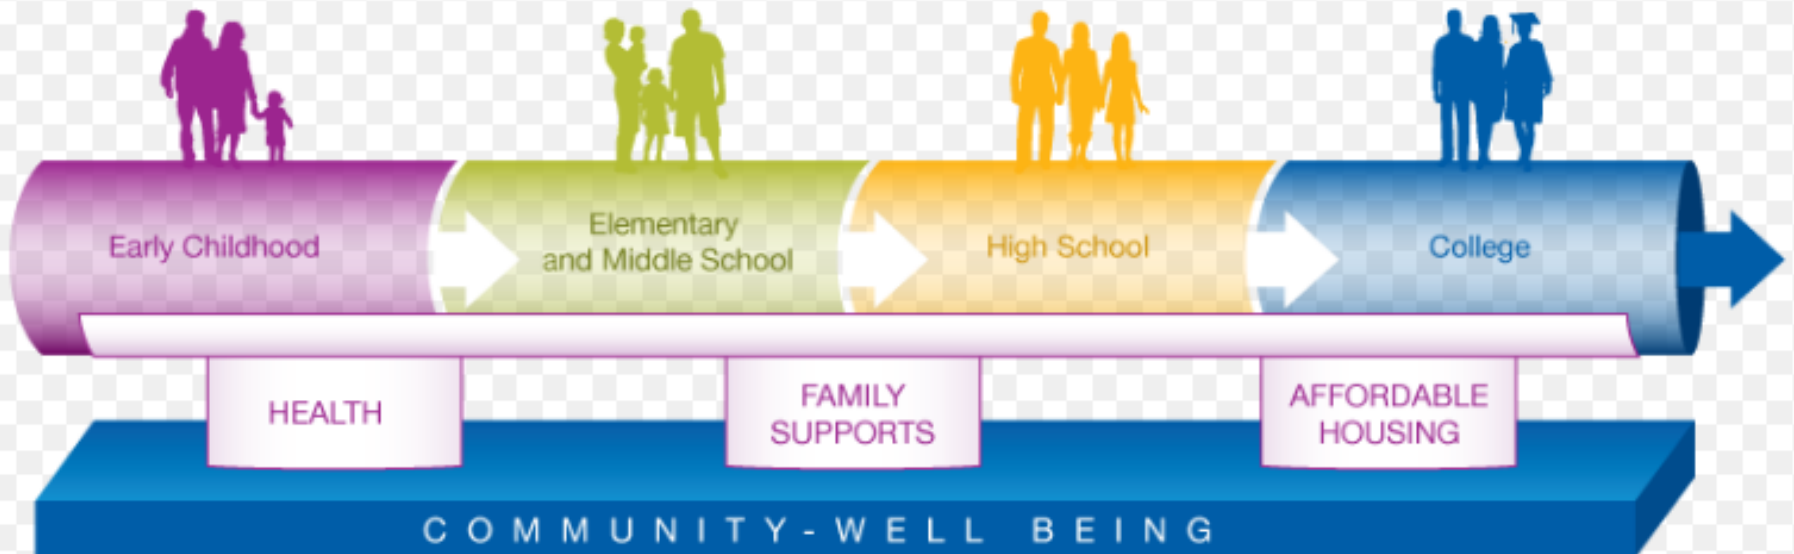 Early Childhood
Elementary
and Middle School
High School
College
HEALTH
FAMILY
SUPPORTS
AFFORDABLE
HOUSING
COMMUNITY-WELL BEING